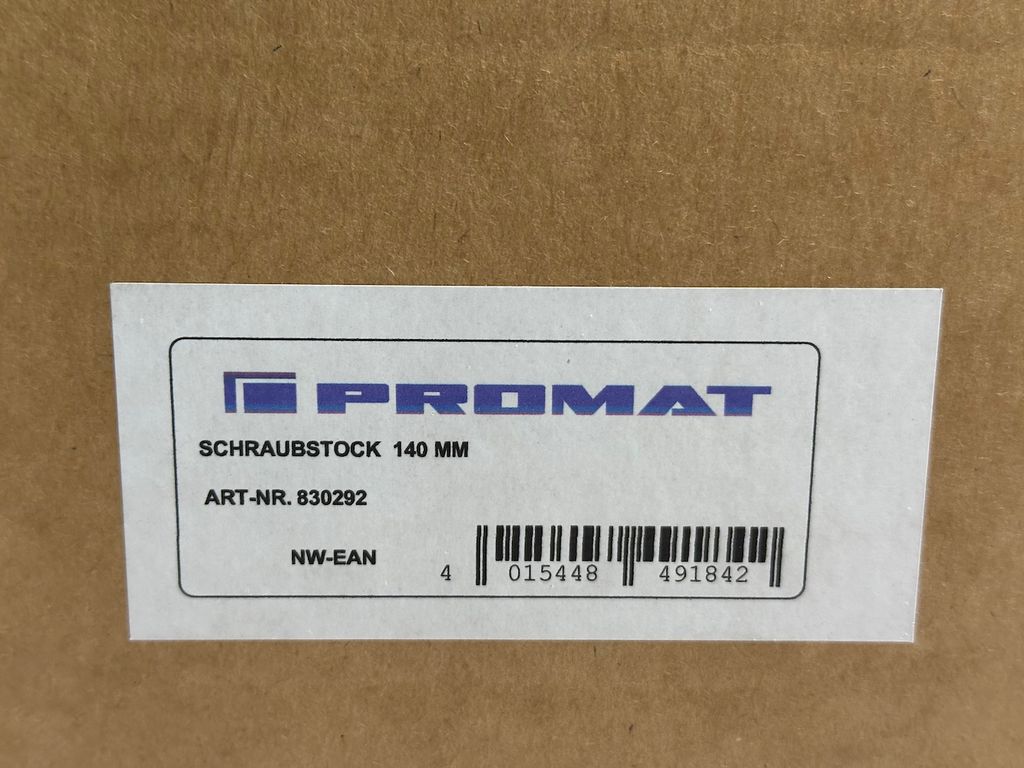 PROMAT
SCHRAUBSTOCK 140 MM
ART-NR. 830292
NW-EAN
4 015448 491842